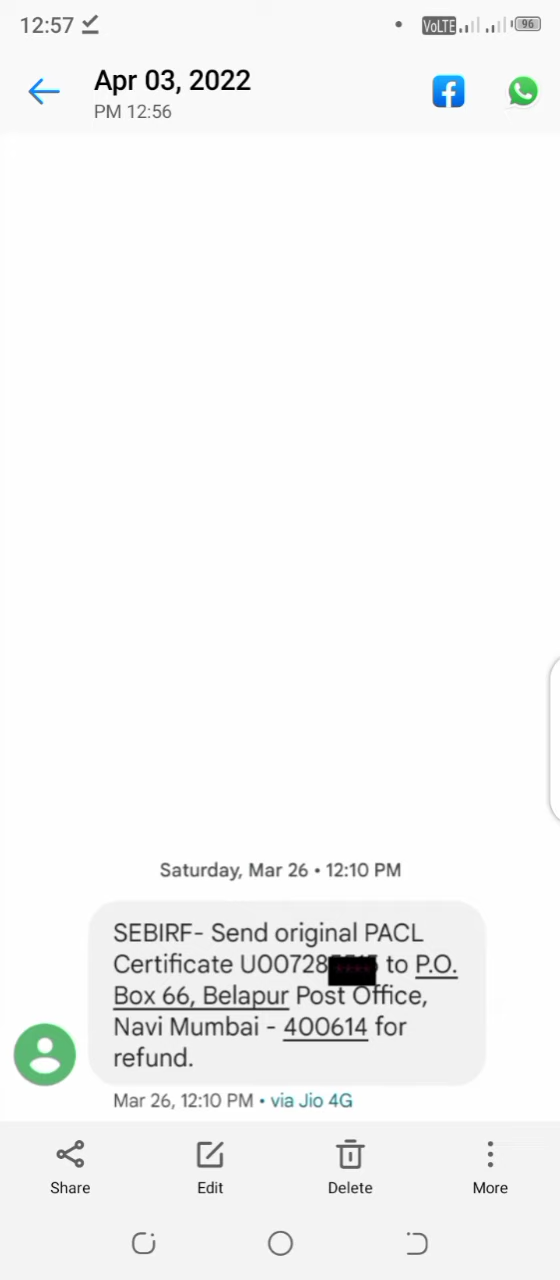 12:57
VoLTE
96
Apr 03, 2022
PM 12:56
Saturday, Mar 26 • 12:10 PM
SEBIRF- Send original PACL
Certificate U00728 to P.O.
Box 66, Belapur Post Office,
Navi Mumbai - 400614 for
refund.
Mar 26, 12:10 PM • via Jio 4G
Share Edit Delete More